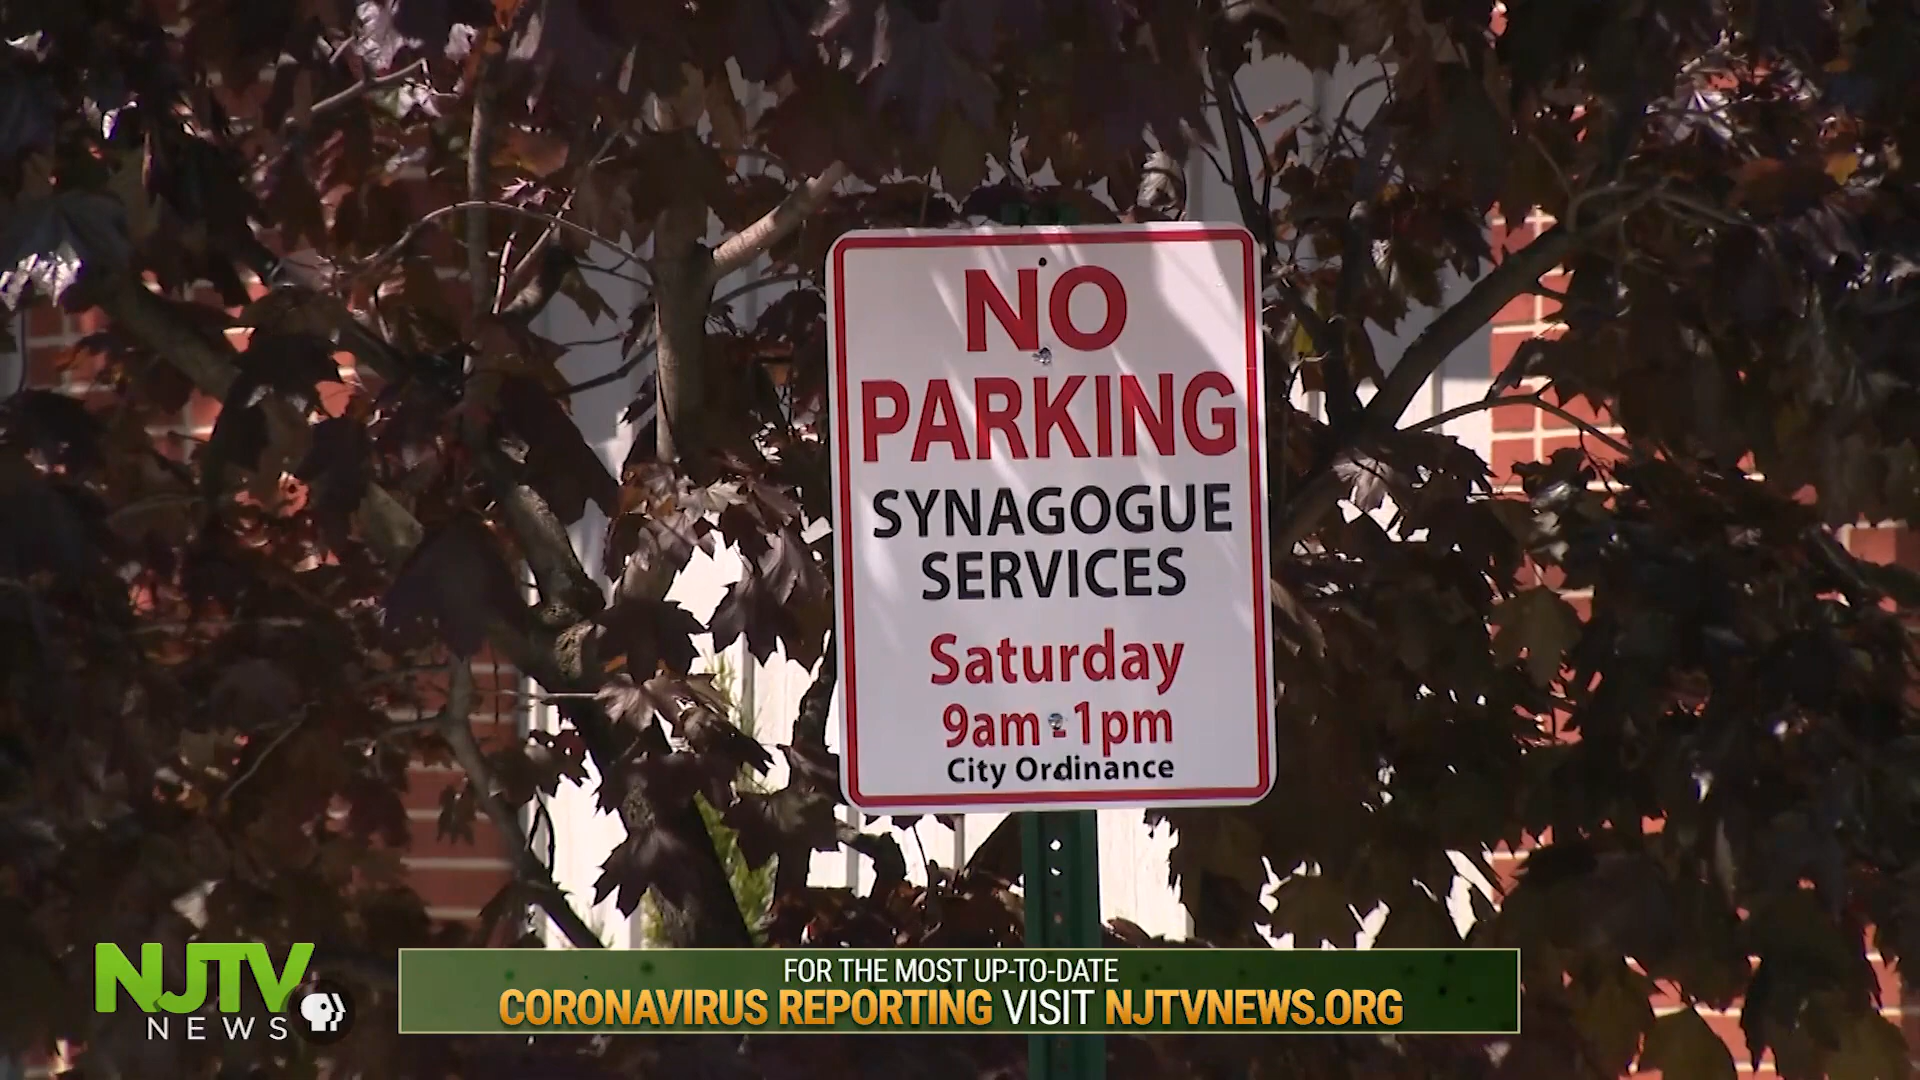 NO
PARKING
SYNAGOGUE
SERVICES
Saturday
9am-1pm
City Ordinance
NJTV
NEWS
FOR THE MOST UP-TO-DATE
CORONAVIRUS REPORTING VISIT NJTVNEWS.ORG